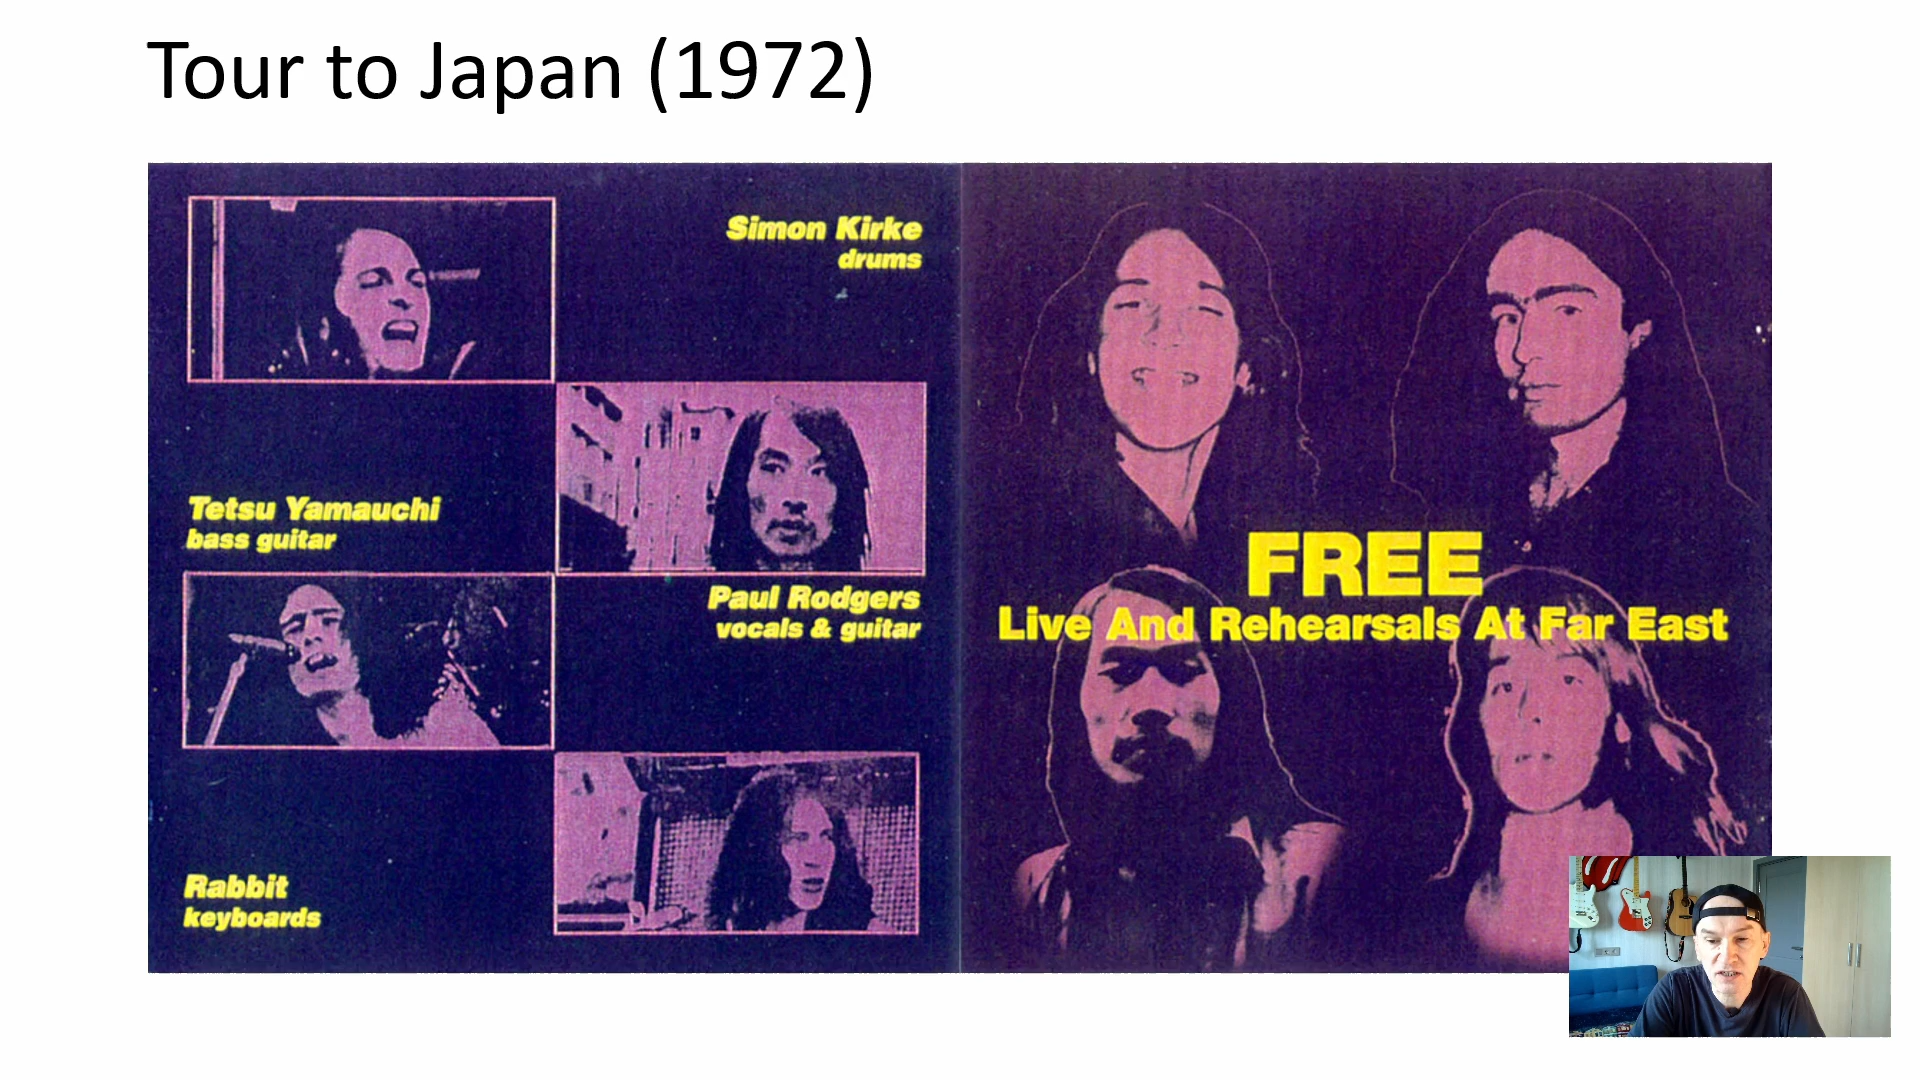 Tour to Japan (1972)
Simon Kirke
drums
Tetsu Yamauchi
bass guitar
Paul Rodgers
vocals & guitar
Rabbit
keyboards
FREE
Live And Rehearsals At Far East